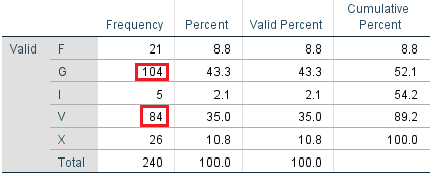 Frequency Percent Valid Percent Cumulative Percent
Valid F 21 8.8 8.8 8.8
G 104 43.3 43.3 52.1
I 5 2.1 2.1 54.2
V 84 35.0 35.0 89.2
X 26 10.8 10.8 100.0
Total 240 100.0 100.0